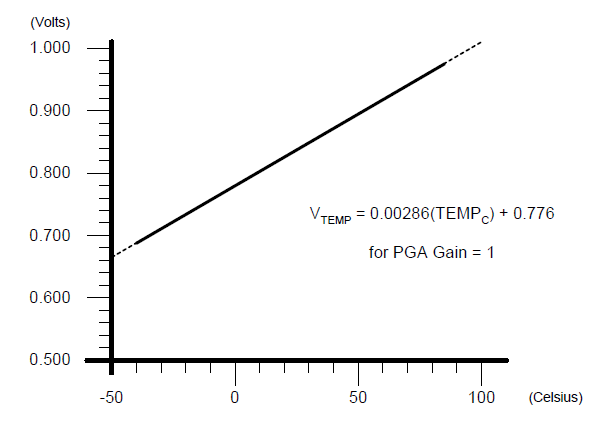 (Volts)
1.000
0.900
0.800
0.700
0.600
0.500
V_TEMP = 0.00286(TEMP_C) + 0.776
for PGA Gain = 1
-50 0 50 100 (Celsius)